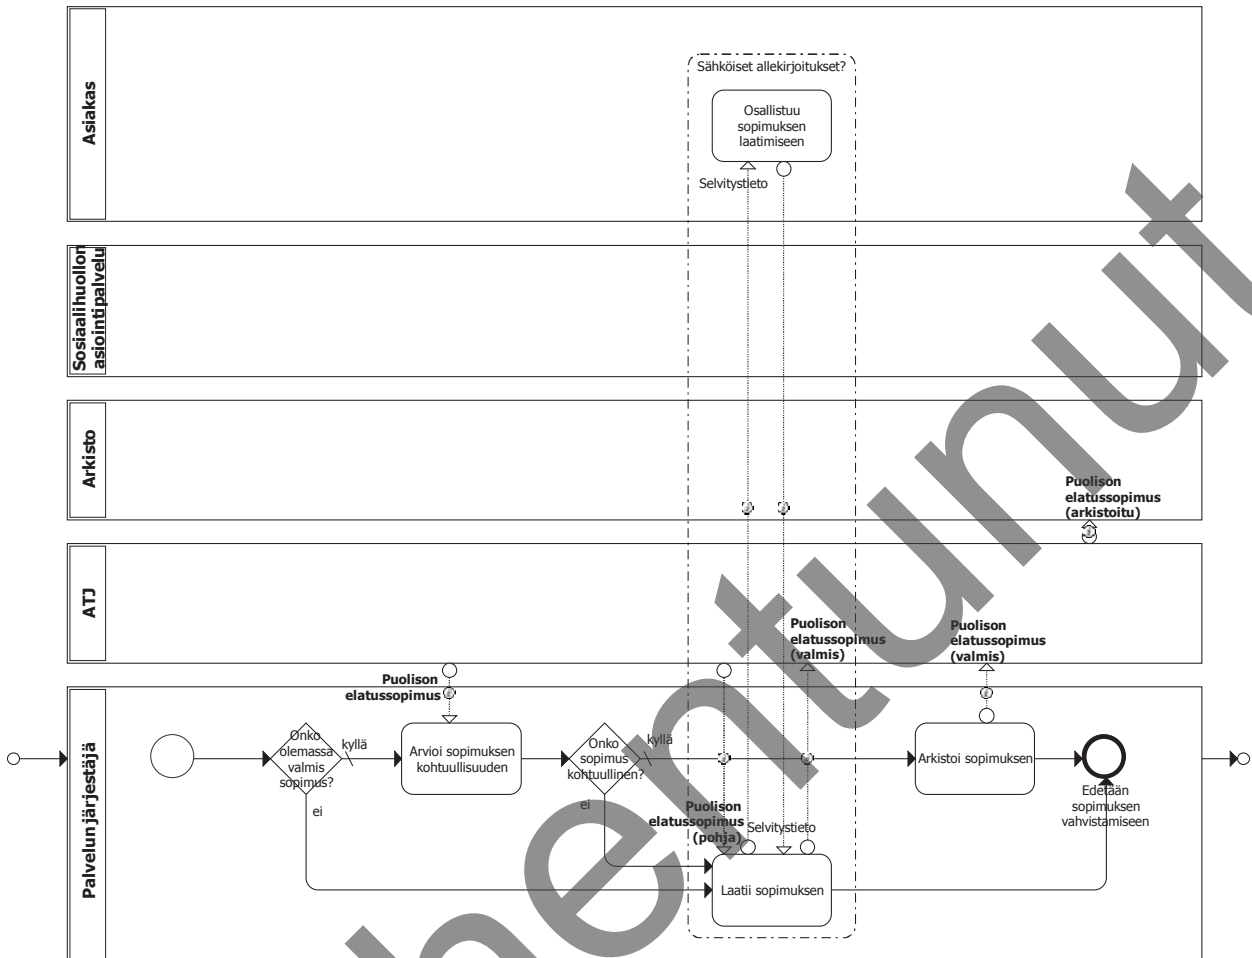 Asiakas
Sähköiset allekirjoitukset?
Osallistuu
sopimuksen
laatimiseen
Selvitystieto
Sosiaalihuollon
asiointipalvelu
Arkisto
Puolison
elatussopimus
(arkistoitu)
ATJ
Puolison
elatussopimus
(valmis)
Puolison
elatussopimus
(valmis)
Puolison
elatussopimus
Palvelunjärjestäjä
Onko
olemassa
valmis
sopimus?
kyllä
ei
Arvioi sopimuksen
kohtuullisuuden
Onko
sopimus
kohtuullinen?
kyllä
ei
Puolison
elatussopimus
(pohja)
Selvitystieto
Laatii sopimuksen
Arkistoi sopimuksen
Edetään
sopimuksen
vahvistamiseen
hentunut